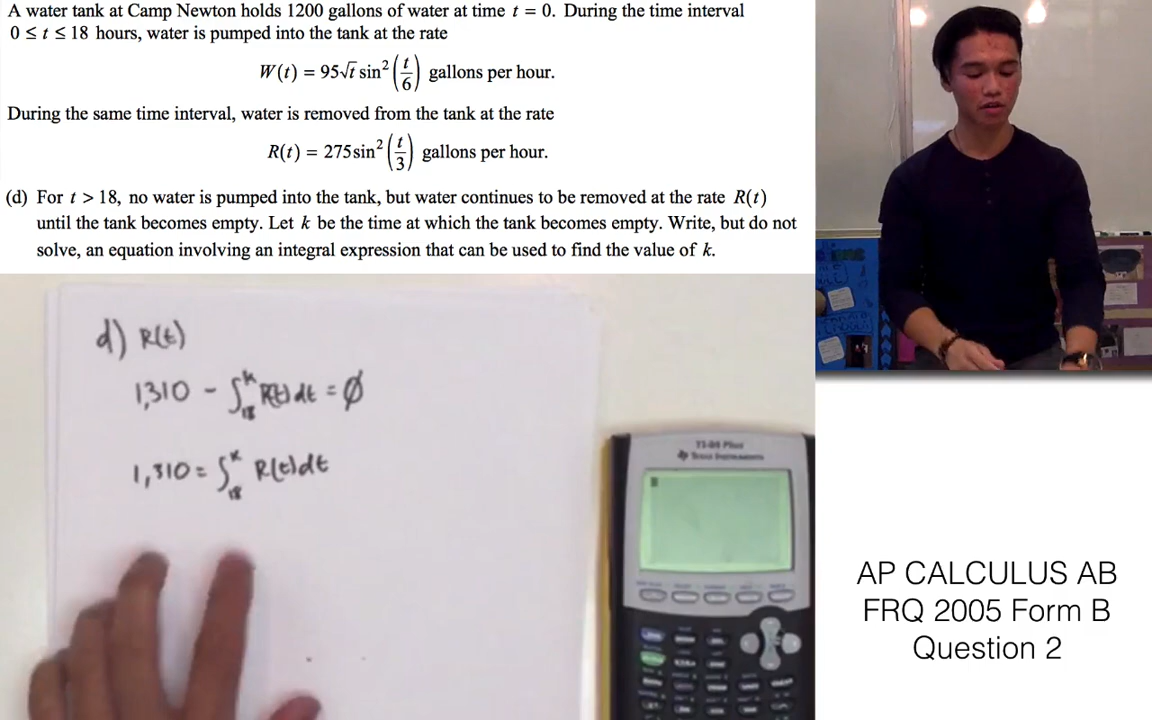 A water tank at Camp Newton holds 1200 gallons of water at time t = 0. During the time interval
0 ≤ t ≤ 18 hours, water is pumped into the tank at the rate
W(t) = 95√t sin²(t/6) gallons per hour.
During the same time interval, water is removed from the tank at the rate
R(t) = 275 sin²(t/3) gallons per hour.
(d) For t > 18, no water is pumped into the tank, but water continues to be removed at the rate R(t)
until the tank becomes empty. Let k be the time at which the tank becomes empty. Write, but do not
solve, an equation involving an integral expression that can be used to find the value of k.
d) R(t)
1,310 - ∫₁₈ᵏ R(t)dt = 0
1,310 = ∫₁₈ᵏ R(t)dt
TI-84 Plus
Texas Instruments
AP CALCULUS AB
FRQ 2005 Form B
Question 2